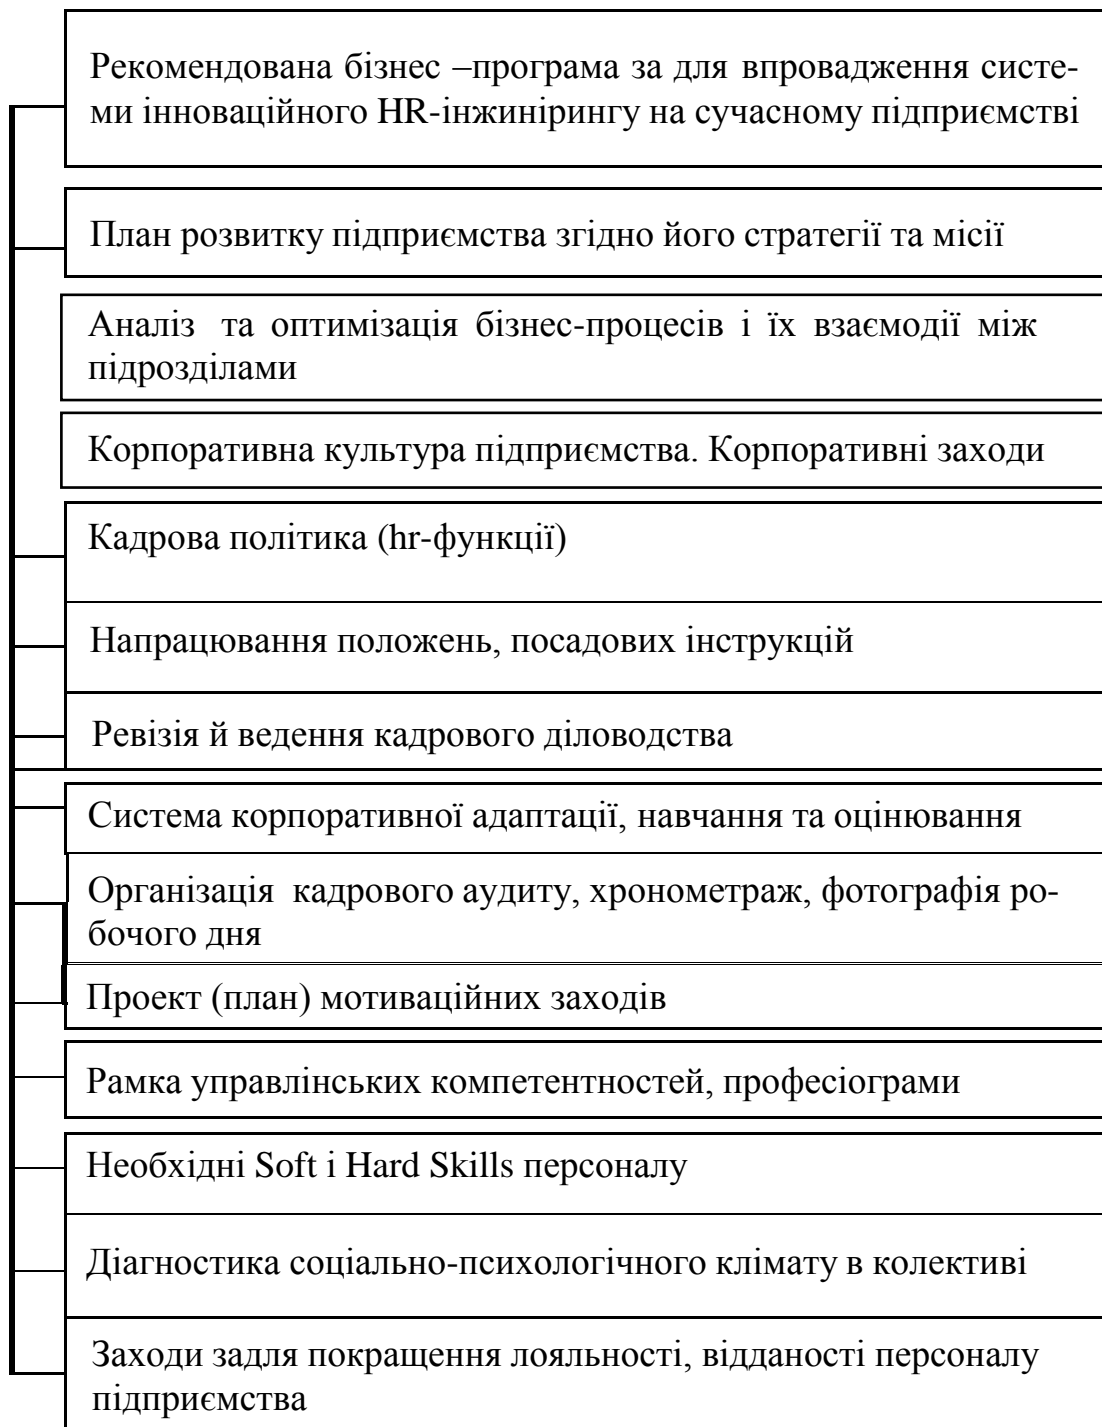 Рекомендована бізнес –програма за для впровадження систе-
ми інноваційного HR-інжинірингу на сучасному підприємстві
План розвитку підприємства згідно його стратегії та місії
Аналіз та оптимізація бізнес-процесів і їх взаємодії між
підрозділами
Корпоративна культура підприємства. Корпоративні заходи
Кадрова політика (hr-функції)
Напрацювання положень, посадових інструкцій
Ревізія й ведення кадрового діловодства
Система корпоративної адаптації, навчання та оцінювання
Організація кадрового аудиту, хронометраж, фотографія ро-
бочого дня
Проект (план) мотиваційних заходів
Рамка управлінських компетентностей, професіограми
Необхідні Soft і Hard Skills персоналу
Діагностика соціально-психологічного клімату в колективі
Заходи задля покращення лояльності, відданості персоналу
підприємства